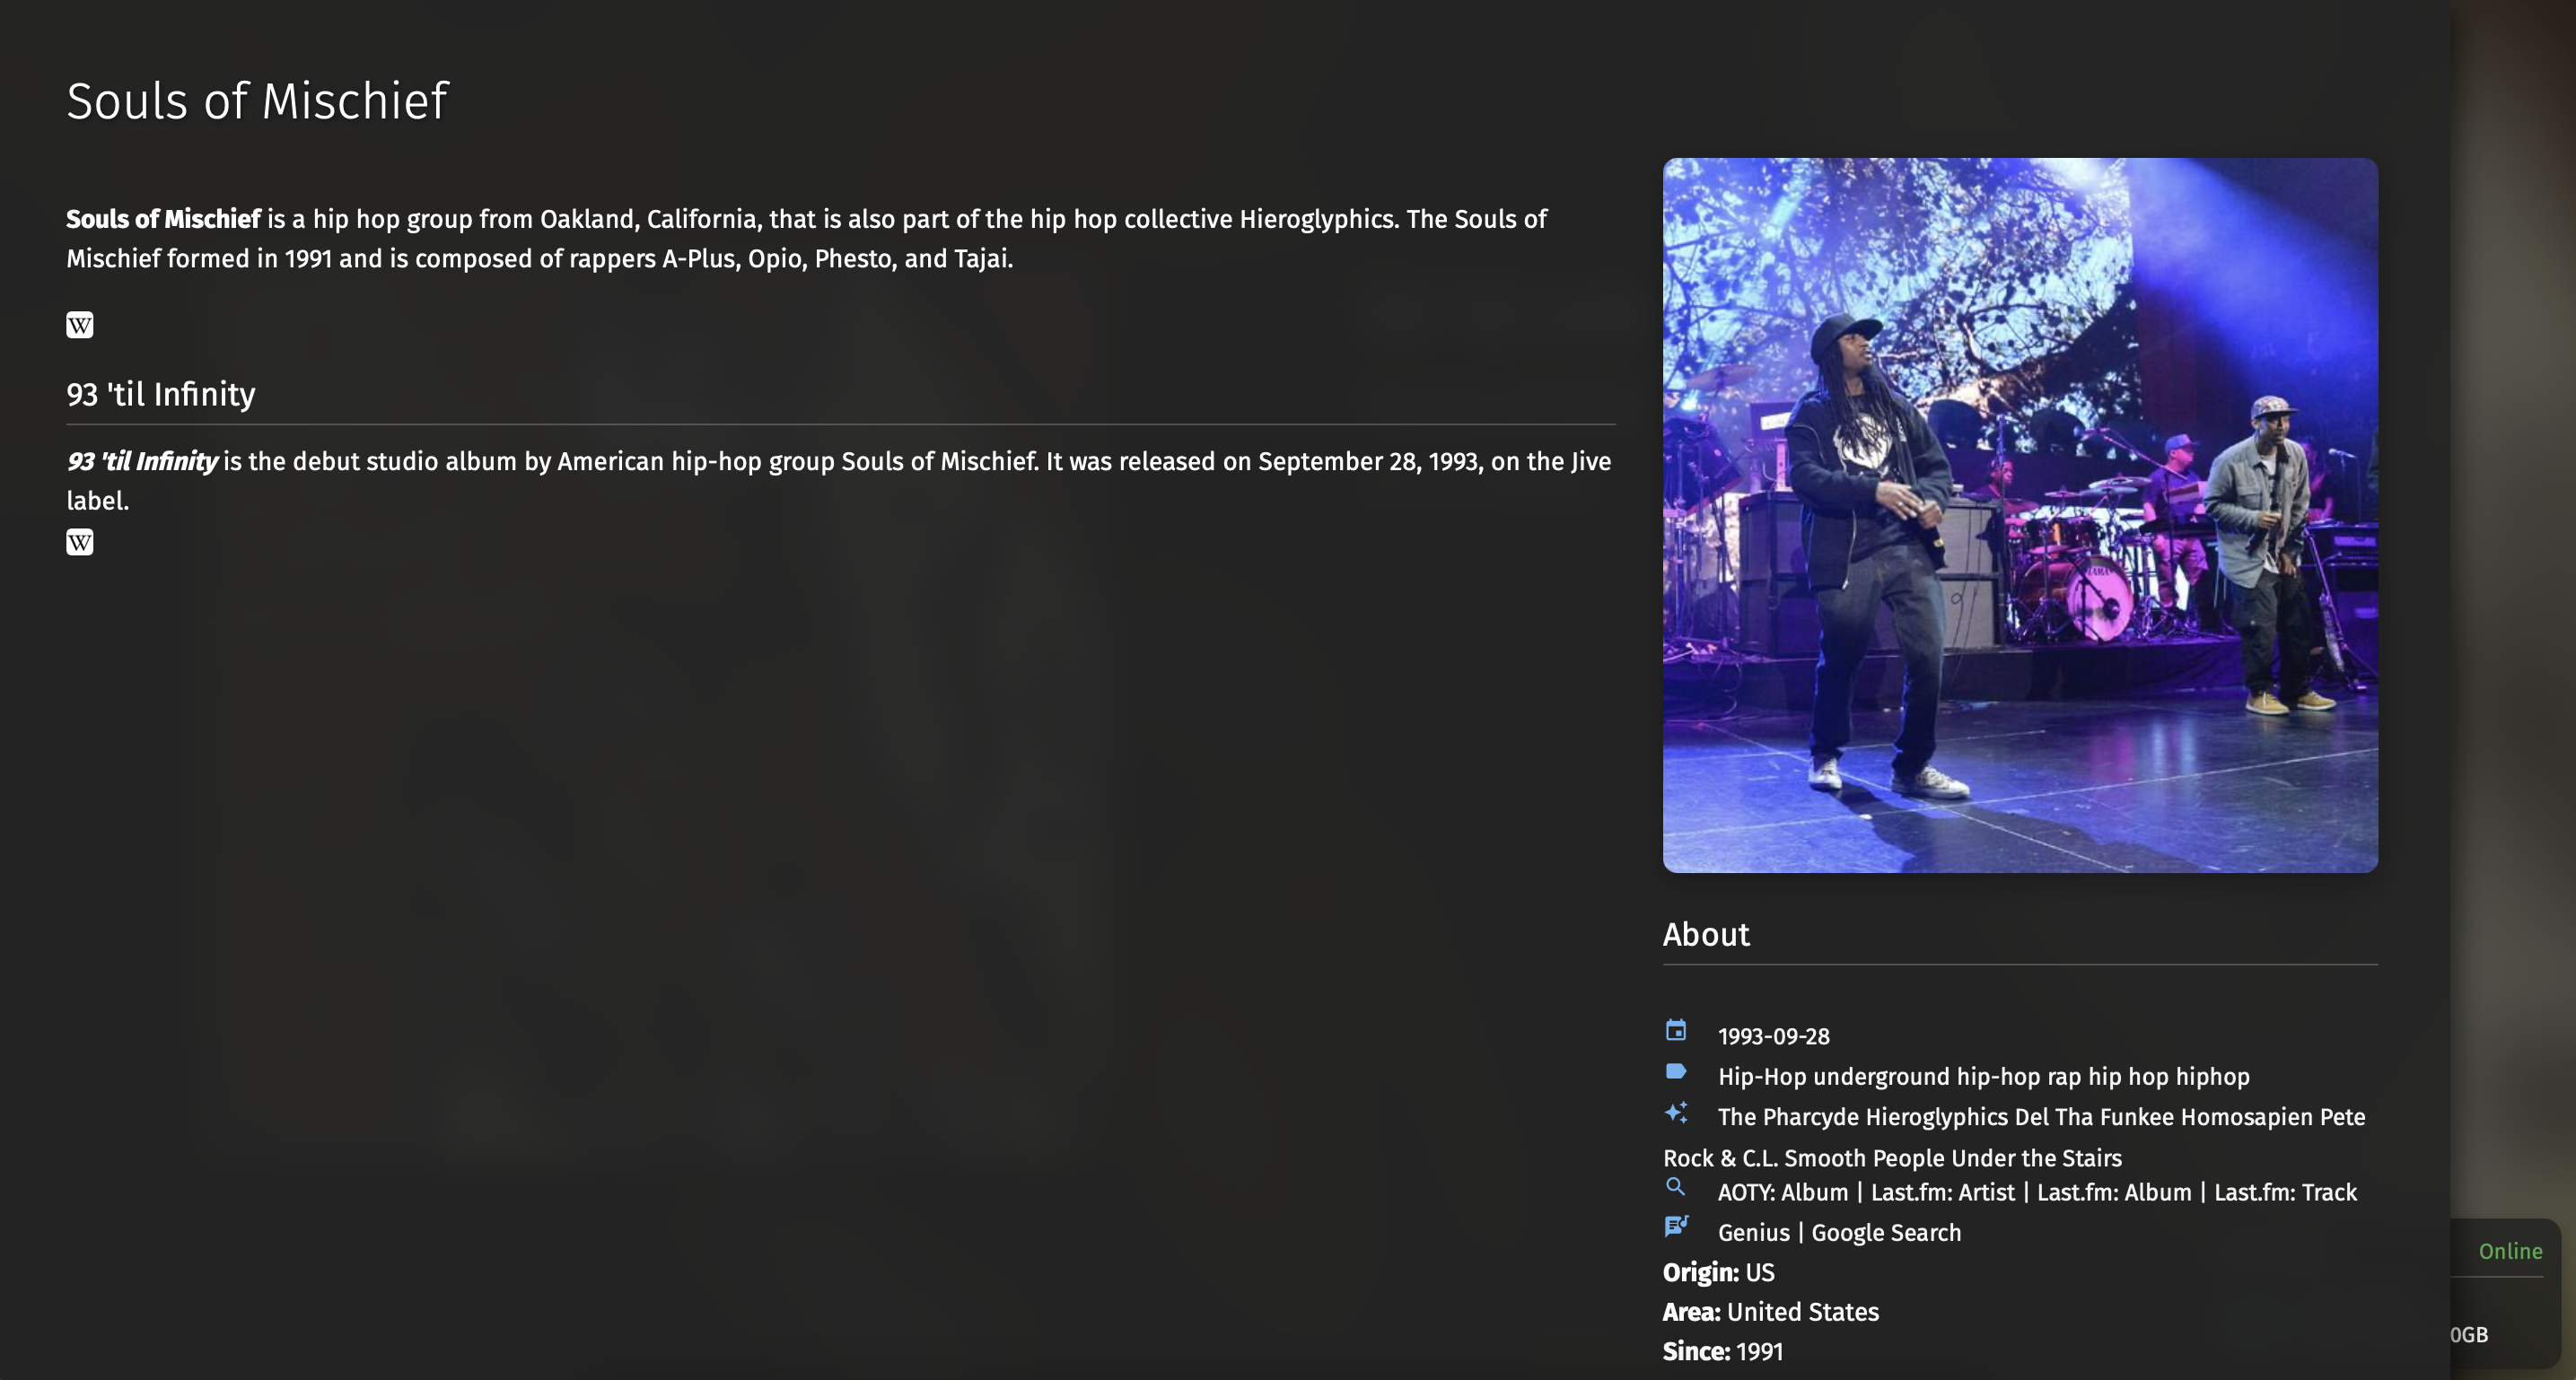 Souls of Mischief
Souls of Mischief is a hip hop group from Oakland, California, that is also part of the hip hop collective Hieroglyphics. The Souls of
Mischief formed in 1991 and is composed of rappers A-Plus, Opio, Phesto, and Tajai.
W
93 'til Infinity
93 'til Infinity is the debut studio album by American hip-hop group Souls of Mischief. It was released on September 28, 1993, on the Jive
label.
W
TAMA
About
1993-09-28
Hip-Hop underground hip-hop rap hip hop hiphop
The Pharcyde Hieroglyphics Del Tha Funkee Homosapien Pete
Rock & C.L. Smooth People Under the Stairs
AOTY: Album | Last.fm: Artist | Last.fm: Album | Last.fm: Track
Genius | Google Search
Origin: US
Area: United States
Since: 1991
Online
0GB